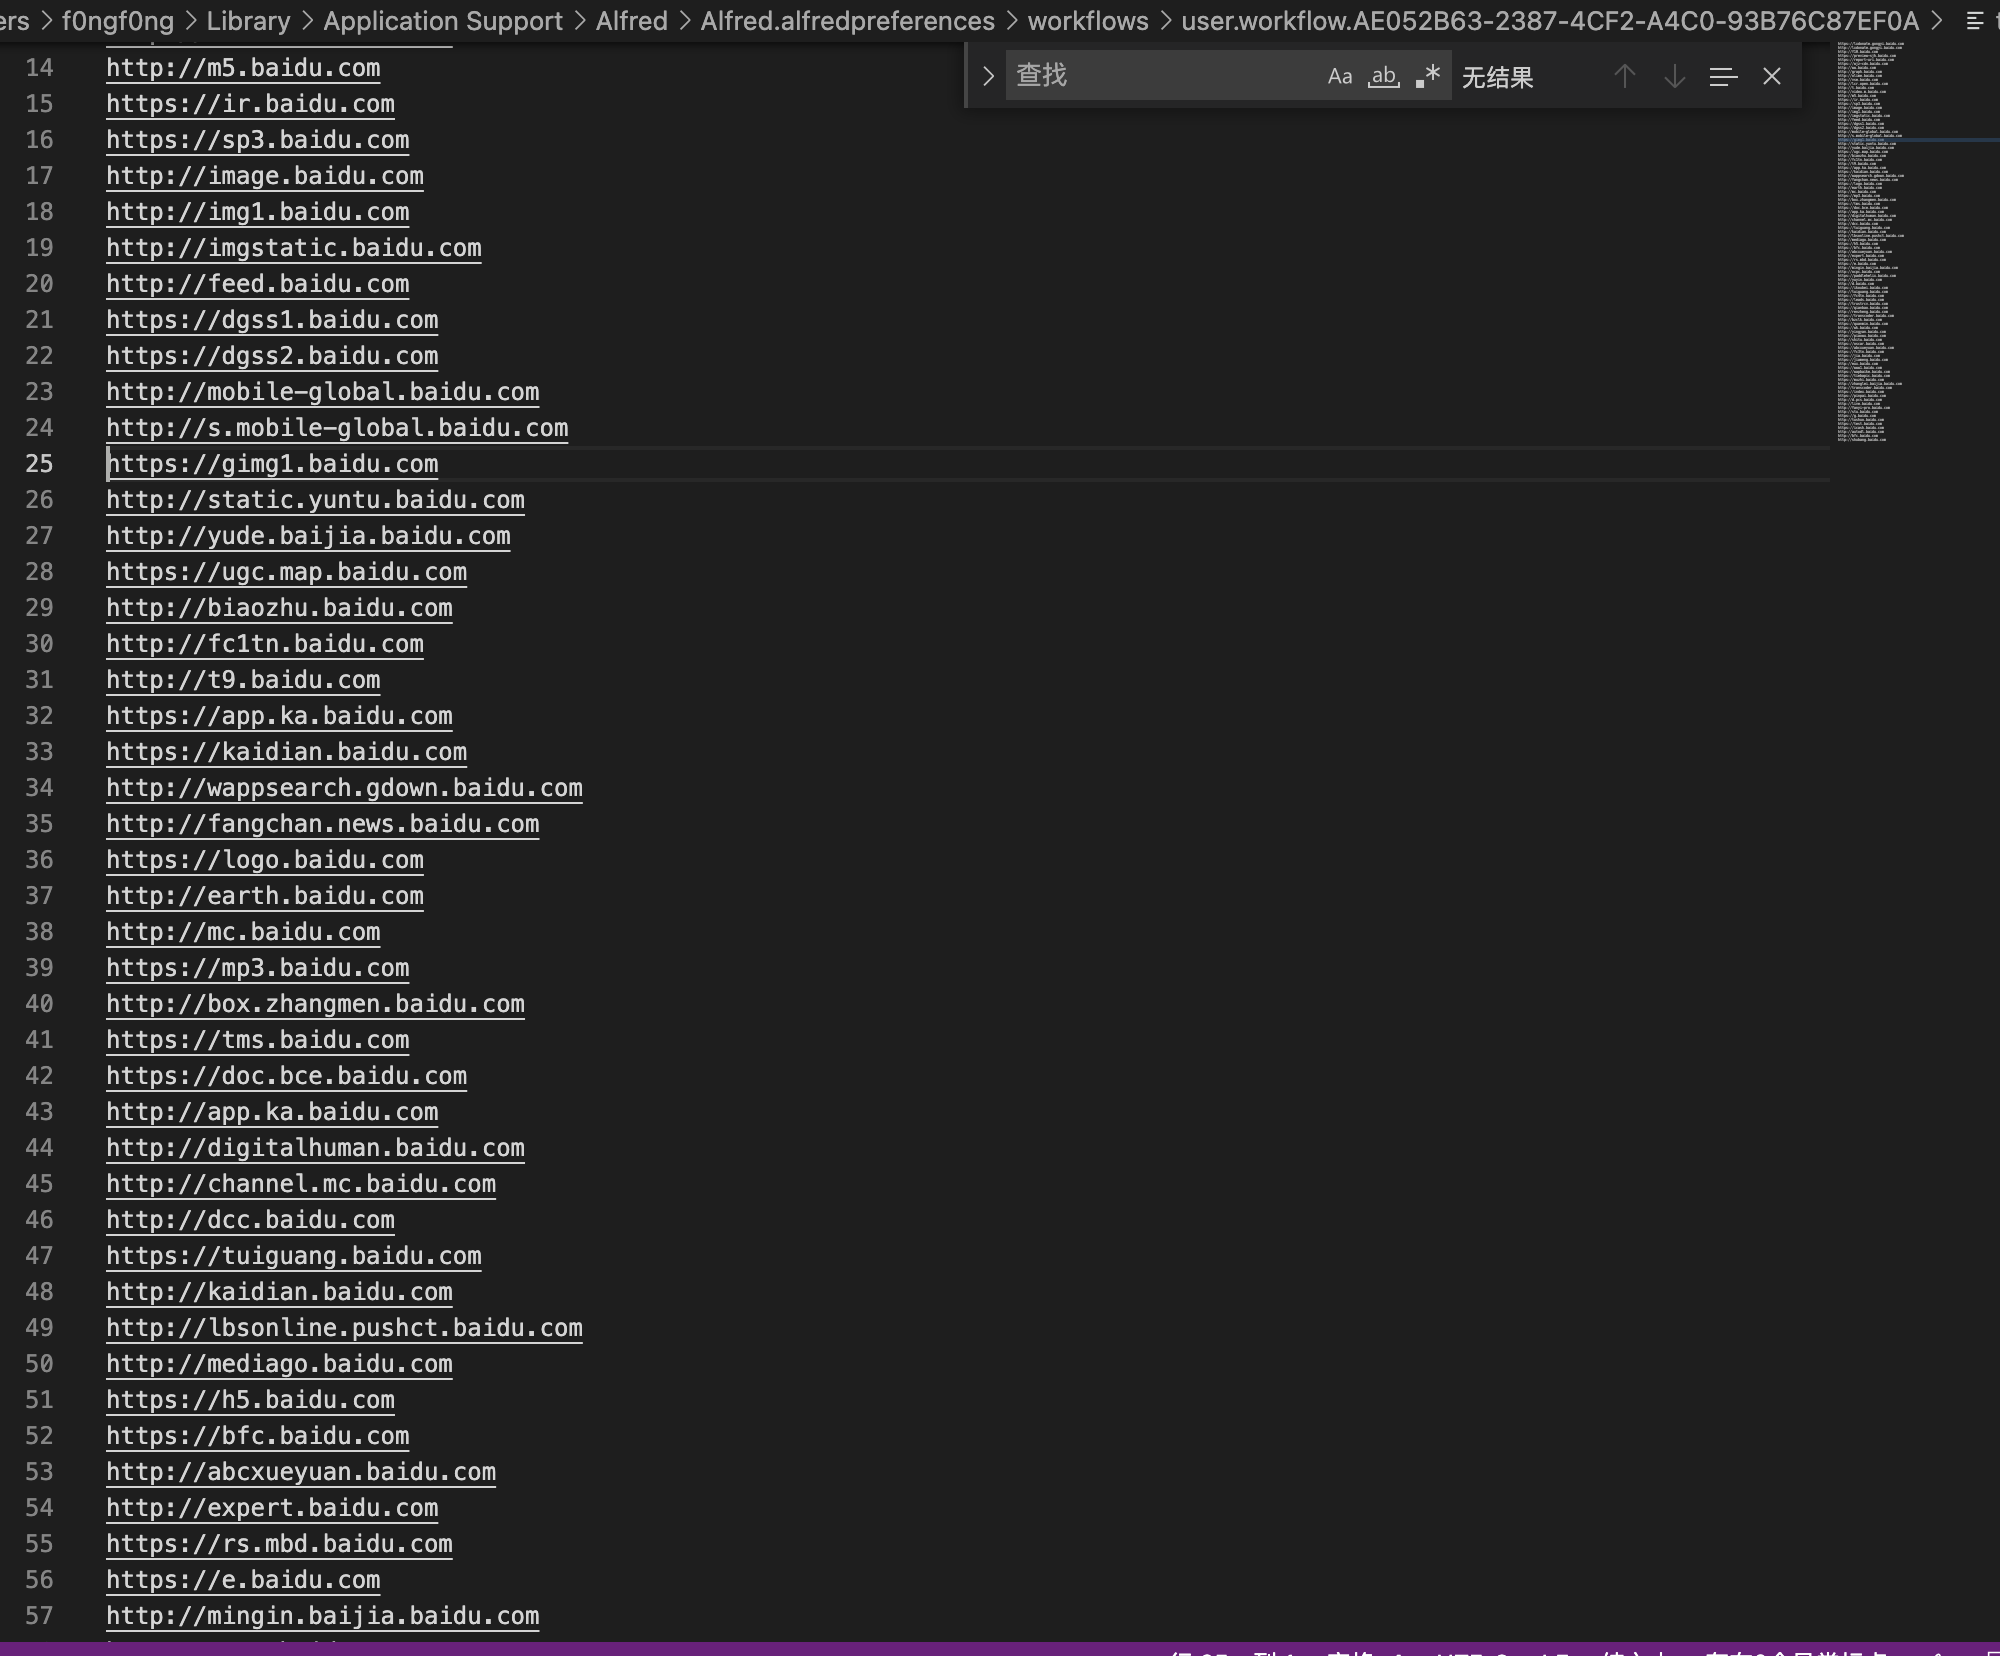 ers > f0ngf0ng > Library > Application Support > Alfred > Alfred.alfredpreferences > workflows > user.workflow.AE052B63-2387-4CF2-A4C0-93B76C87EF0A >
查找 Aa ab, .* 无结果
14 http://m5.baidu.com
15 https://ir.baidu.com
16 https://sp3.baidu.com
17 http://image.baidu.com
18 http://img1.baidu.com
19 http://imgstatic.baidu.com
20 http://feed.baidu.com
21 https://dgss1.baidu.com
22 https://dgss2.baidu.com
23 http://mobile-global.baidu.com
24 http://s.mobile-global.baidu.com
25 https://gimg1.baidu.com
26 http://static.yuntu.baidu.com
27 http://yude.baijia.baidu.com
28 https://ugc.map.baidu.com
29 http://biaozhu.baidu.com
30 http://fc1tn.baidu.com
31 http://t9.baidu.com
32 https://app.ka.baidu.com
33 https://kaidian.baidu.com
34 http://wappsearch.gdown.baidu.com
35 http://fangchan.news.baidu.com
36 https://logo.baidu.com
37 http://earth.baidu.com
38 http://mc.baidu.com
39 https://mp3.baidu.com
40 http://box.zhangmen.baidu.com
41 https://tms.baidu.com
42 https://doc.bce.baidu.com
43 http://app.ka.baidu.com
44 http://digitalhuman.baidu.com
45 http://channel.mc.baidu.com
46 http://dcc.baidu.com
47 https://tuiguang.baidu.com
48 http://kaidian.baidu.com
49 http://lbsonline.pushct.baidu.com
50 http://mediago.baidu.com
51 https://h5.baidu.com
52 https://bfc.baidu.com
53 http://abcxueyuan.baidu.com
54 http://expert.baidu.com
55 https://rs.mbd.baidu.com
56 https://e.baidu.com
57 http://mingin.baijia.baidu.com